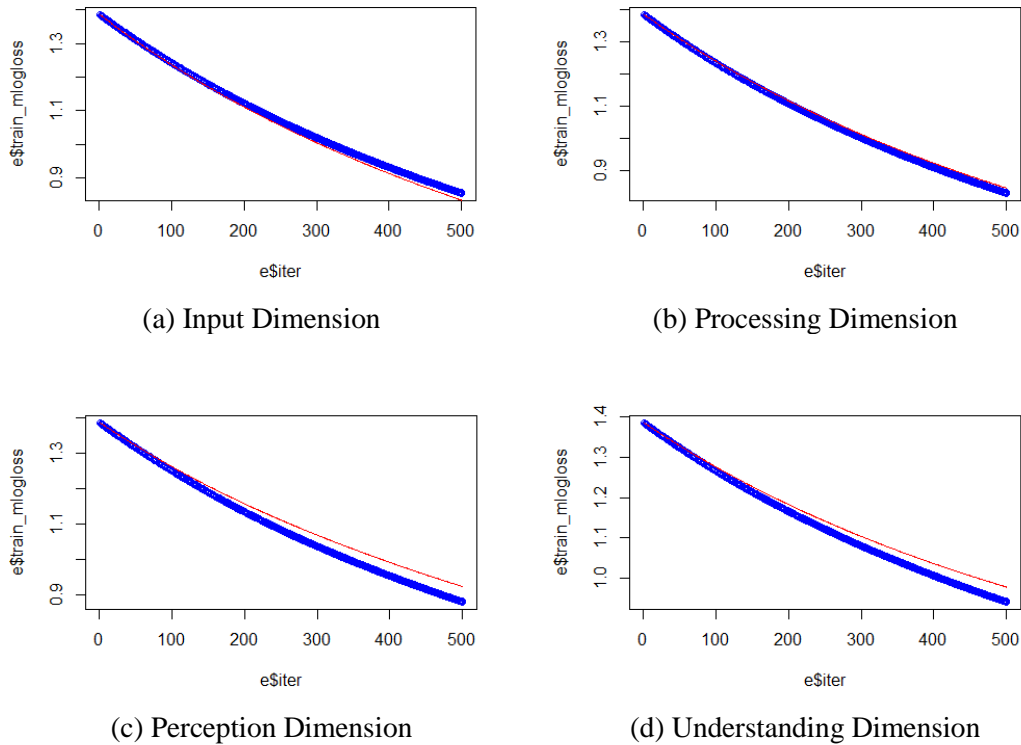 e$train_mlogloss
1.3
1.1
0.9
0 100 200 300 400 500
e$iter
(a) Input Dimension
e$train_mlogloss
1.3
1.1
0.9
0 100 200 300 400 500
e$iter
(b) Processing Dimension
e$train_mlogloss
1.3
1.1
0.9
0 100 200 300 400 500
e$iter
(c) Perception Dimension
e$train_mlogloss
1.4
1.3
1.2
1.1
1.0
0 100 200 300 400 500
e$iter
(d) Understanding Dimension